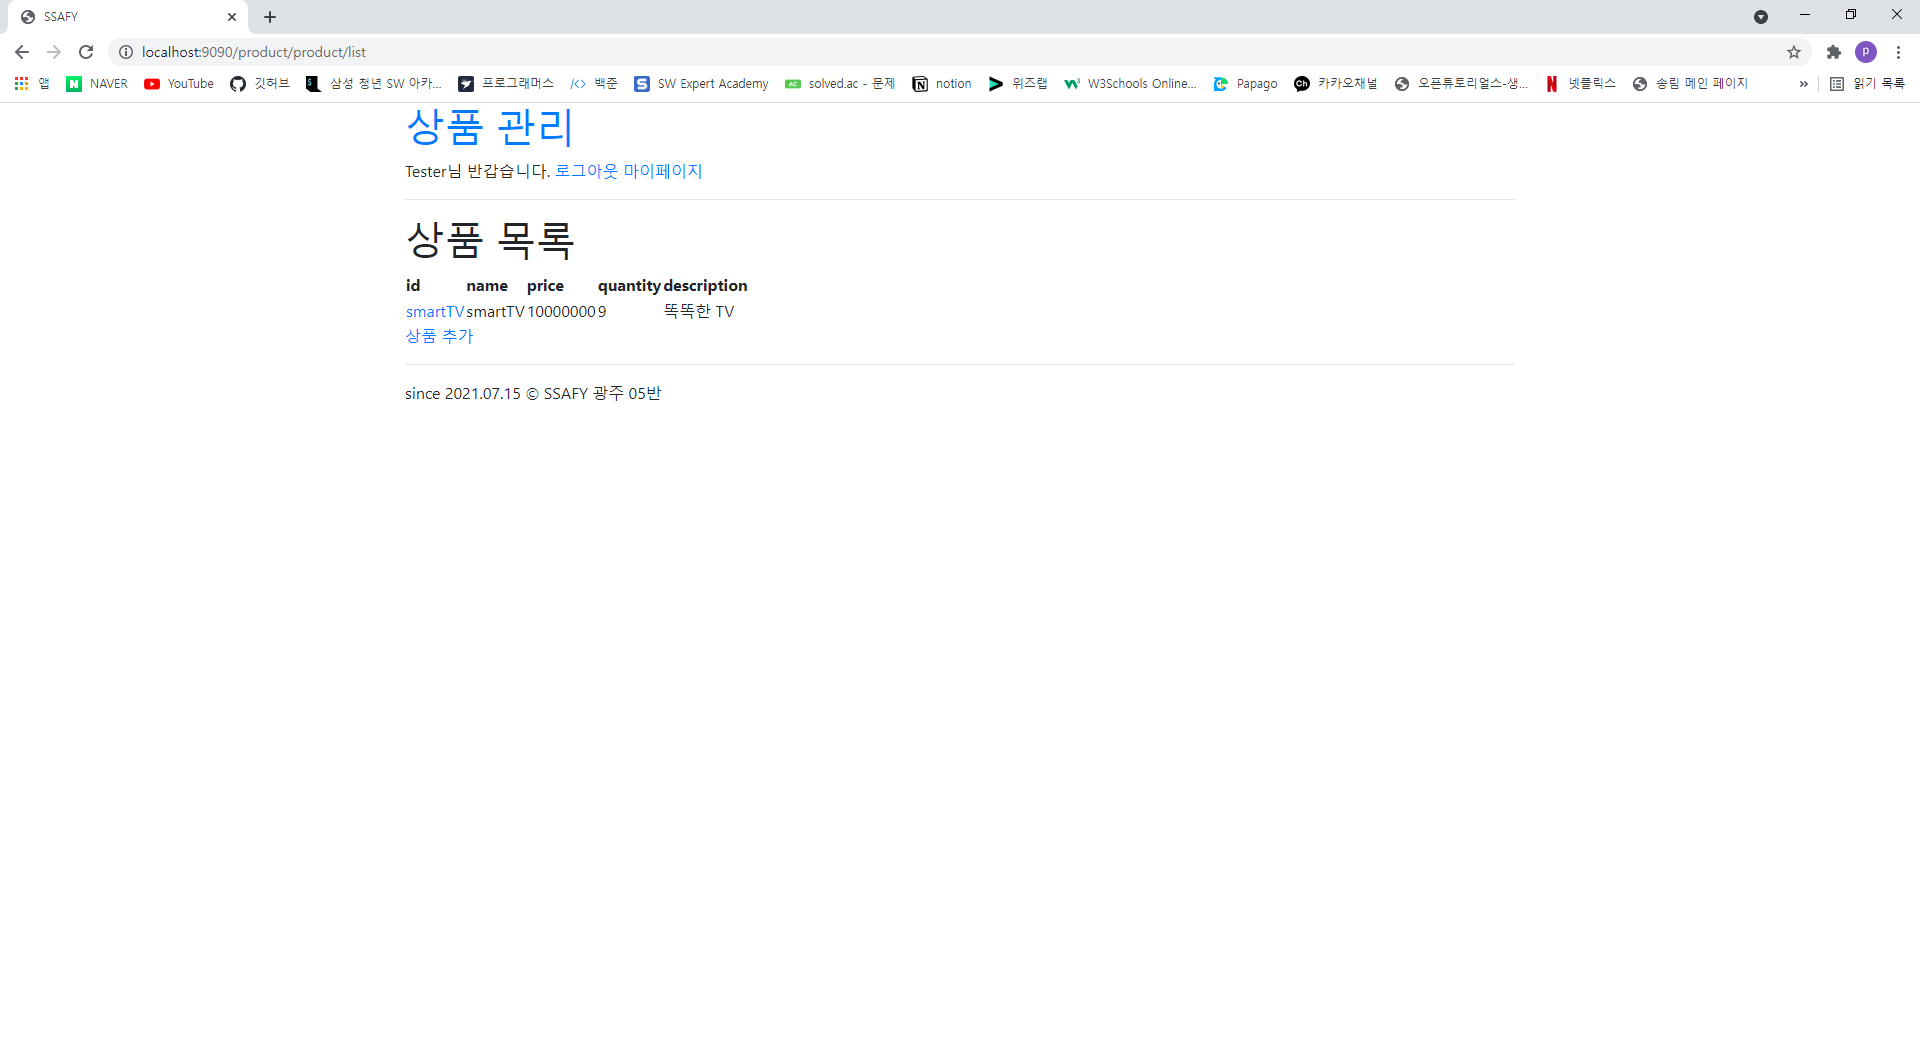 SSAFY
localhost:9090/product/product/list
P
앱 NAVER YouTube 깃허브 삼성 청년 SW 아카... 프로그래머스 백준 SW Expert Academy solved.ac - 문제 notion 위즈랩 W3Schools Online... Papago 카카오채널 오픈튜토리얼스-생... 넷플릭스 송림 메인 페이지 » 읽기 목록
상품 관리
Tester님 반갑습니다. 로그아웃 마이페이지
상품 목록
id name price quantity description
smartTV smartTV 10000000 9 똑똑한 TV
상품 추가
since 2021.07.15 © SSAFY 광주 05반